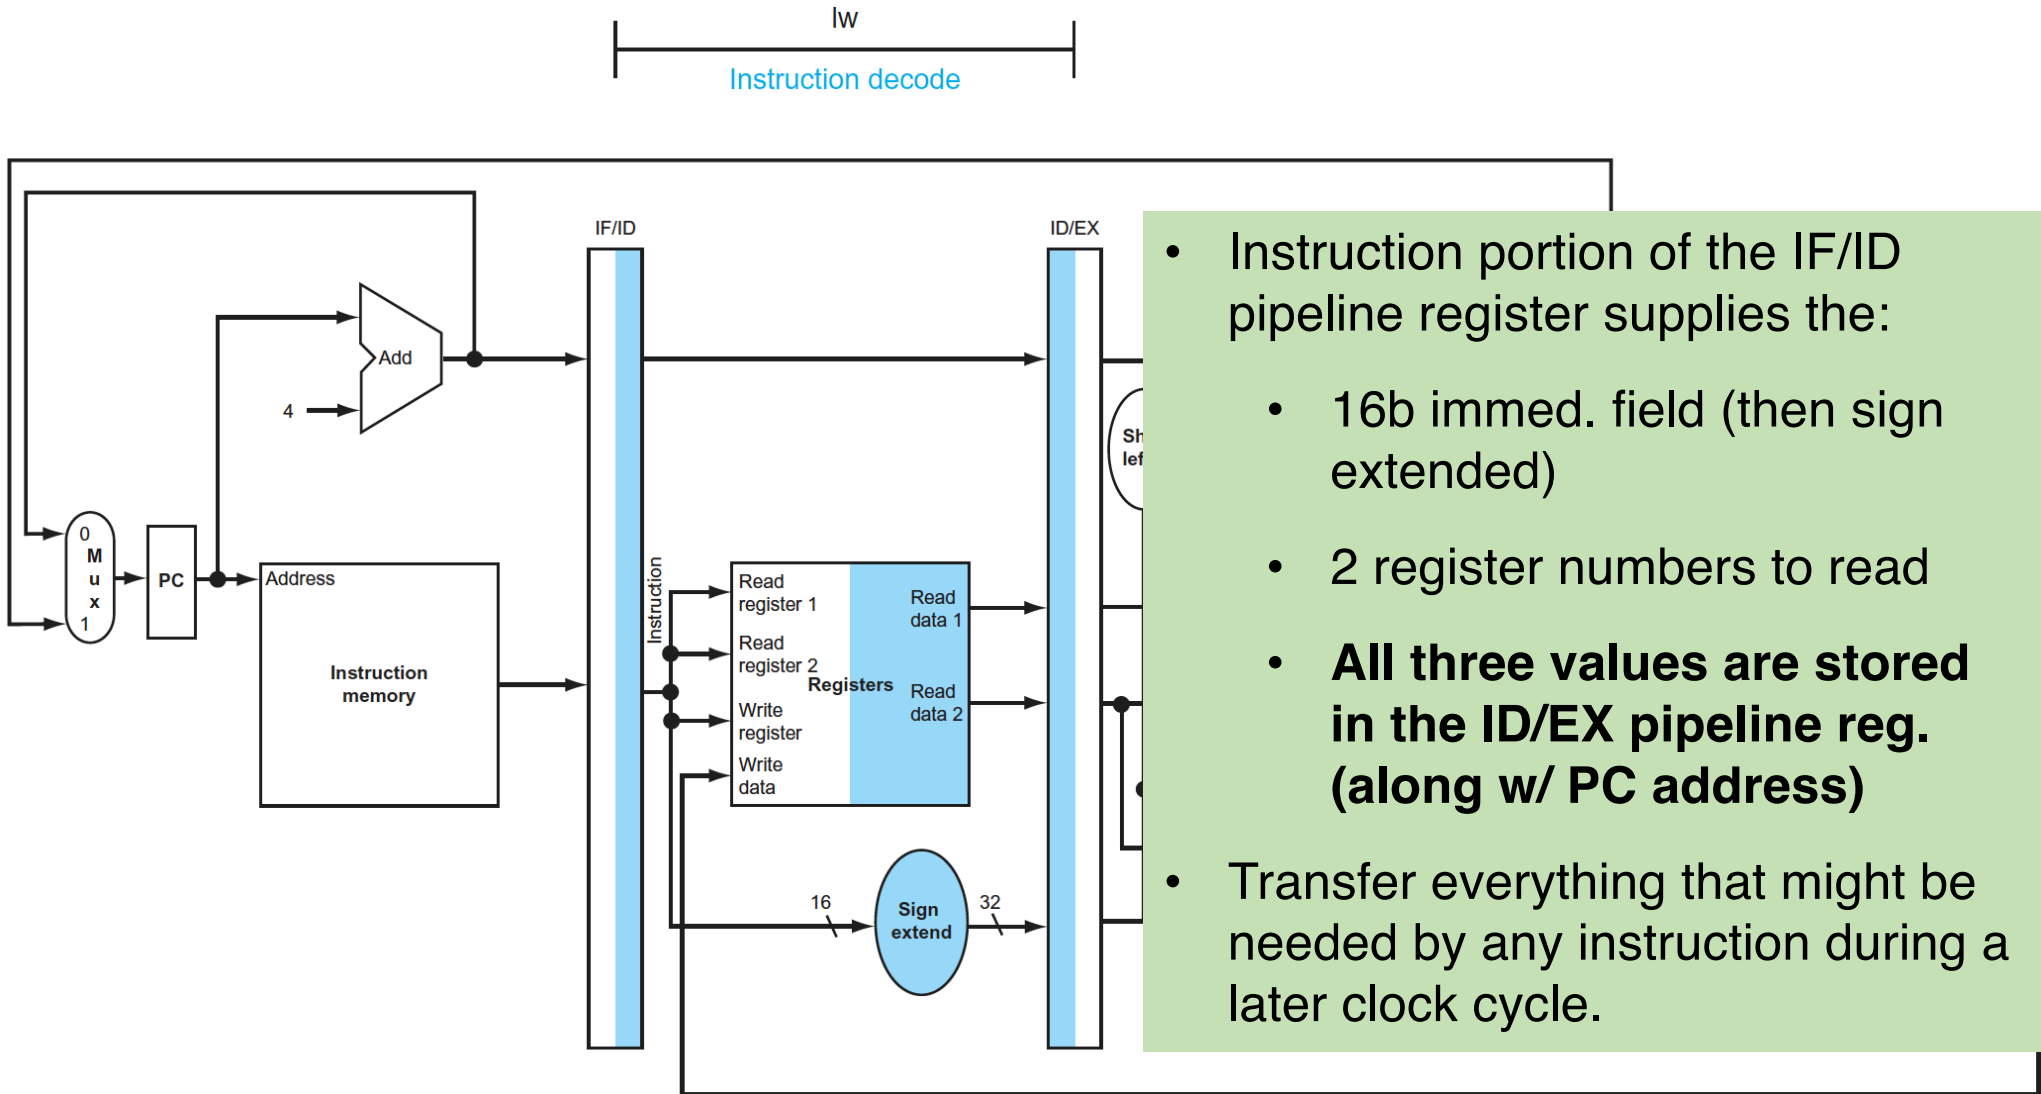 lw
Instruction decode
IF/ID
ID/EX
Add
4
0
M
u
x
1
PC
Address
Instruction
memory
Instruction
Read
register 1
Read
register 2
Registers
Write
register
Write
data
Read
data 1
Read
data 2
16
Sign
extend
32
Sh
lef
• Instruction portion of the IF/ID
pipeline register supplies the:
• 16b immed. field (then sign
extended)
• 2 register numbers to read
• All three values are stored
in the ID/EX pipeline reg.
(along w/ PC address)
• Transfer everything that might be
needed by any instruction during a
later clock cycle.